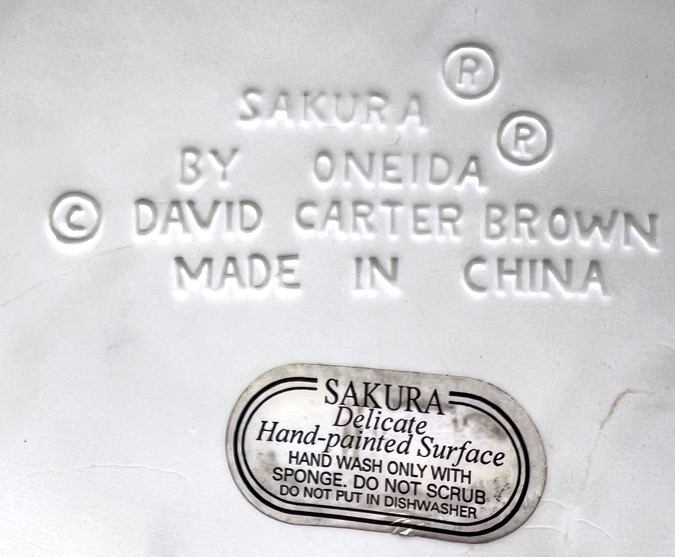 SAKURA ®
BY ONEIDA ®
© DAVID CARTER BROWN
MADE IN CHINA
SAKURA
Delicate
Hand-painted Surface
HAND WASH ONLY WITH
SPONGE. DO NOT SCRUB
DO NOT PUT IN DISHWASHER